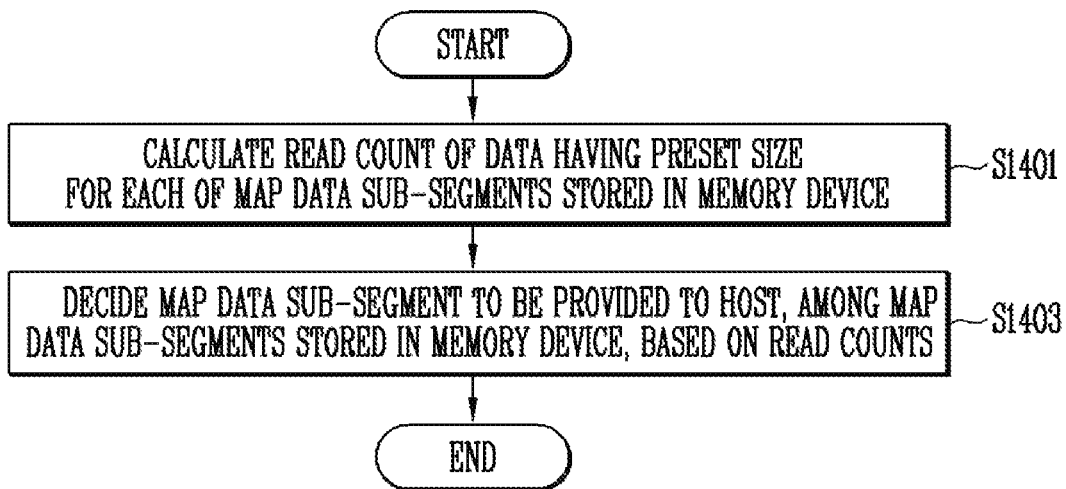 START
CALCULATE READ COUNT OF DATA HAVING PRESET SIZE
FOR EACH OF MAP DATA SUB-SEGMENTS STORED IN MEMORY DEVICE
S1401
DECIDE MAP DATA SUB-SEGMENT TO BE PROVIDED TO HOST, AMONG MAP
DATA SUB-SEGMENTS STORED IN MEMORY DEVICE, BASED ON READ COUNTS
S1403
END